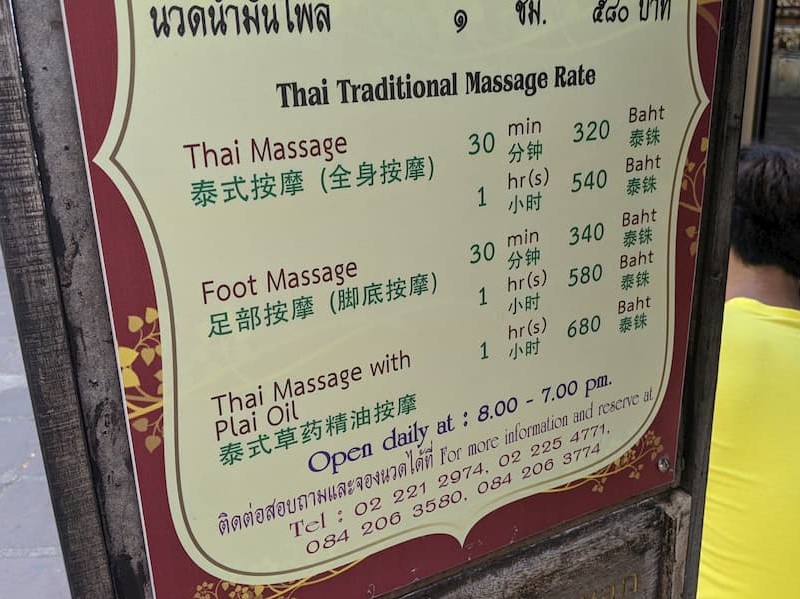 นวดน้ำมันไพล ๑ ชม. ๕๘๐ บาท
Thai Traditional Massage Rate
Thai Massage 30 min 320 Baht
泰式按摩 (全身按摩) 分钟 泰铢
1 hr(s) 540 Baht
小时 泰铢
Foot Massage 30 min 340 Baht
足部按摩 (脚底按摩) 分钟 泰铢
1 hr(s) 580 Baht
小时 泰铢
Thai Massage with 1 hr(s) 680 Baht
Plai Oil 小时 泰铢
泰式草药精油按摩
Open daily at : 8.00 - 7.00 pm.
ติดต่อสอบถามและจองนวดได้ที่ For more information and reserve at
Tel : 02 221 2974, 02 225 4771,
084 206 3580, 084 206 3774